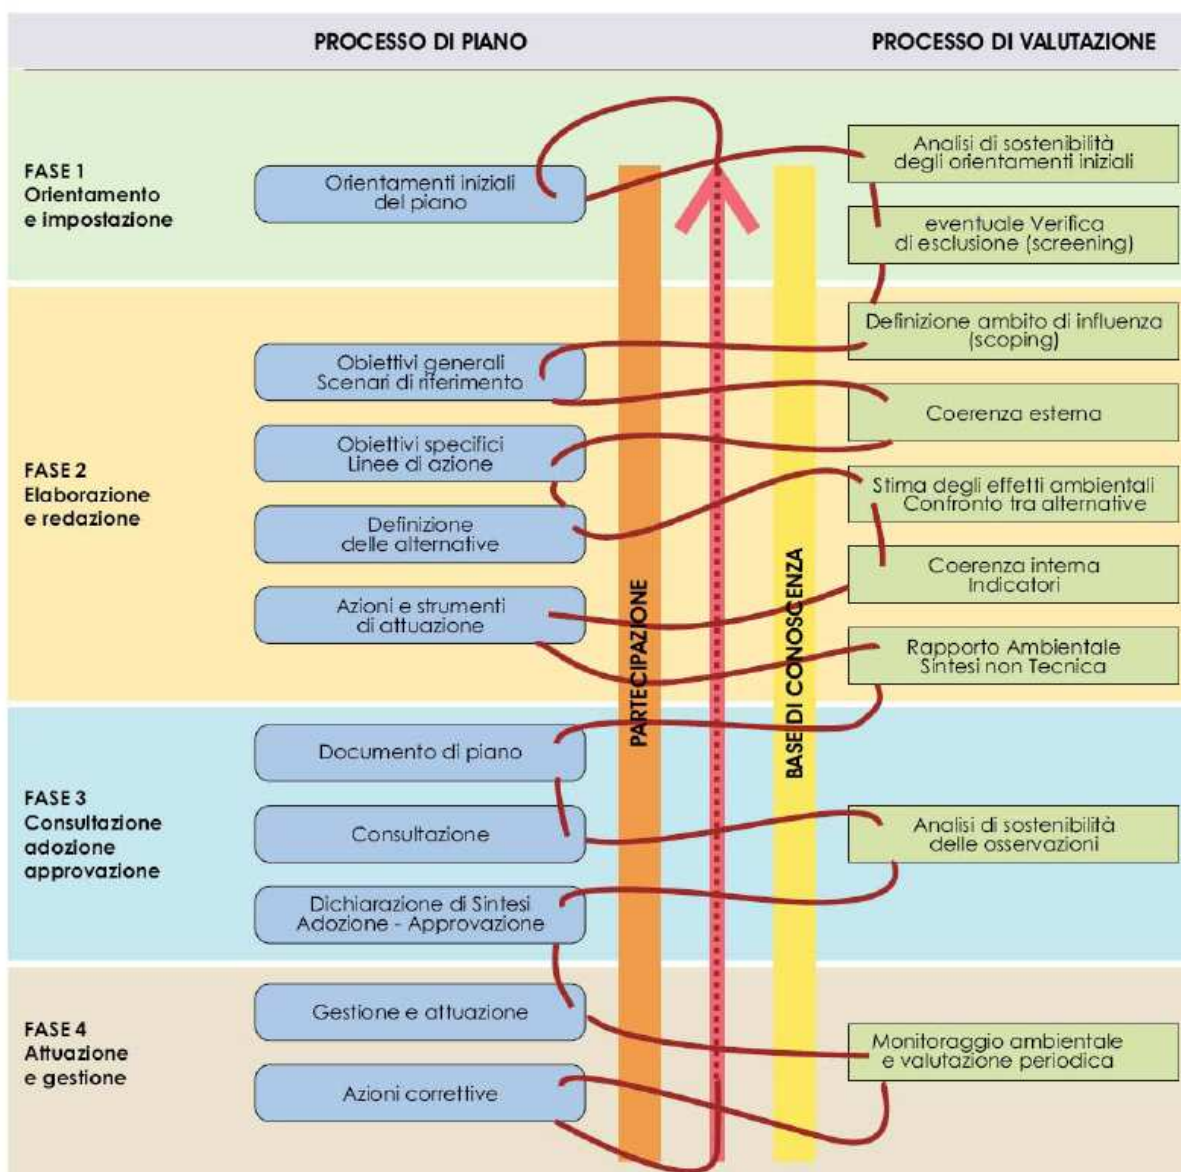 PROCESSO DI PIANO
PROCESSO DI VALUTAZIONE
FASE 1
Orientamento
e impostazione
Orientamenti iniziali
del piano
Analisi di sostenibilità
degli orientamenti iniziali
eventuale Verifica
di esclusione (screening)
FASE 2
Elaborazione
e redazione
Obiettivi generali
Scenari di riferimento
Definizione ambito di influenza
(scoping)
Coerenza esterna
Obiettivi specifici
Linee di azione
Definizione
delle alternative
Stima degli effetti ambientali
Confronto tra alternative
Coerenza interna
Indicatori
Azioni e strumenti
di attuazione
Rapporto Ambientale
Sintesi non Tecnica
PARTECIPAZIONE
BASE DI CONOSCENZA
FASE 3
Consultazione
adozione
approvazione
Documento di piano
Consultazione
Analisi di sostenibilità
delle osservazioni
Dichiarazione di Sintesi
Adozione - Approvazione
FASE 4
Attuazione
e gestione
Gestione e attuazione
Monitoraggio ambientale
e valutazione periodica
Azioni correttive